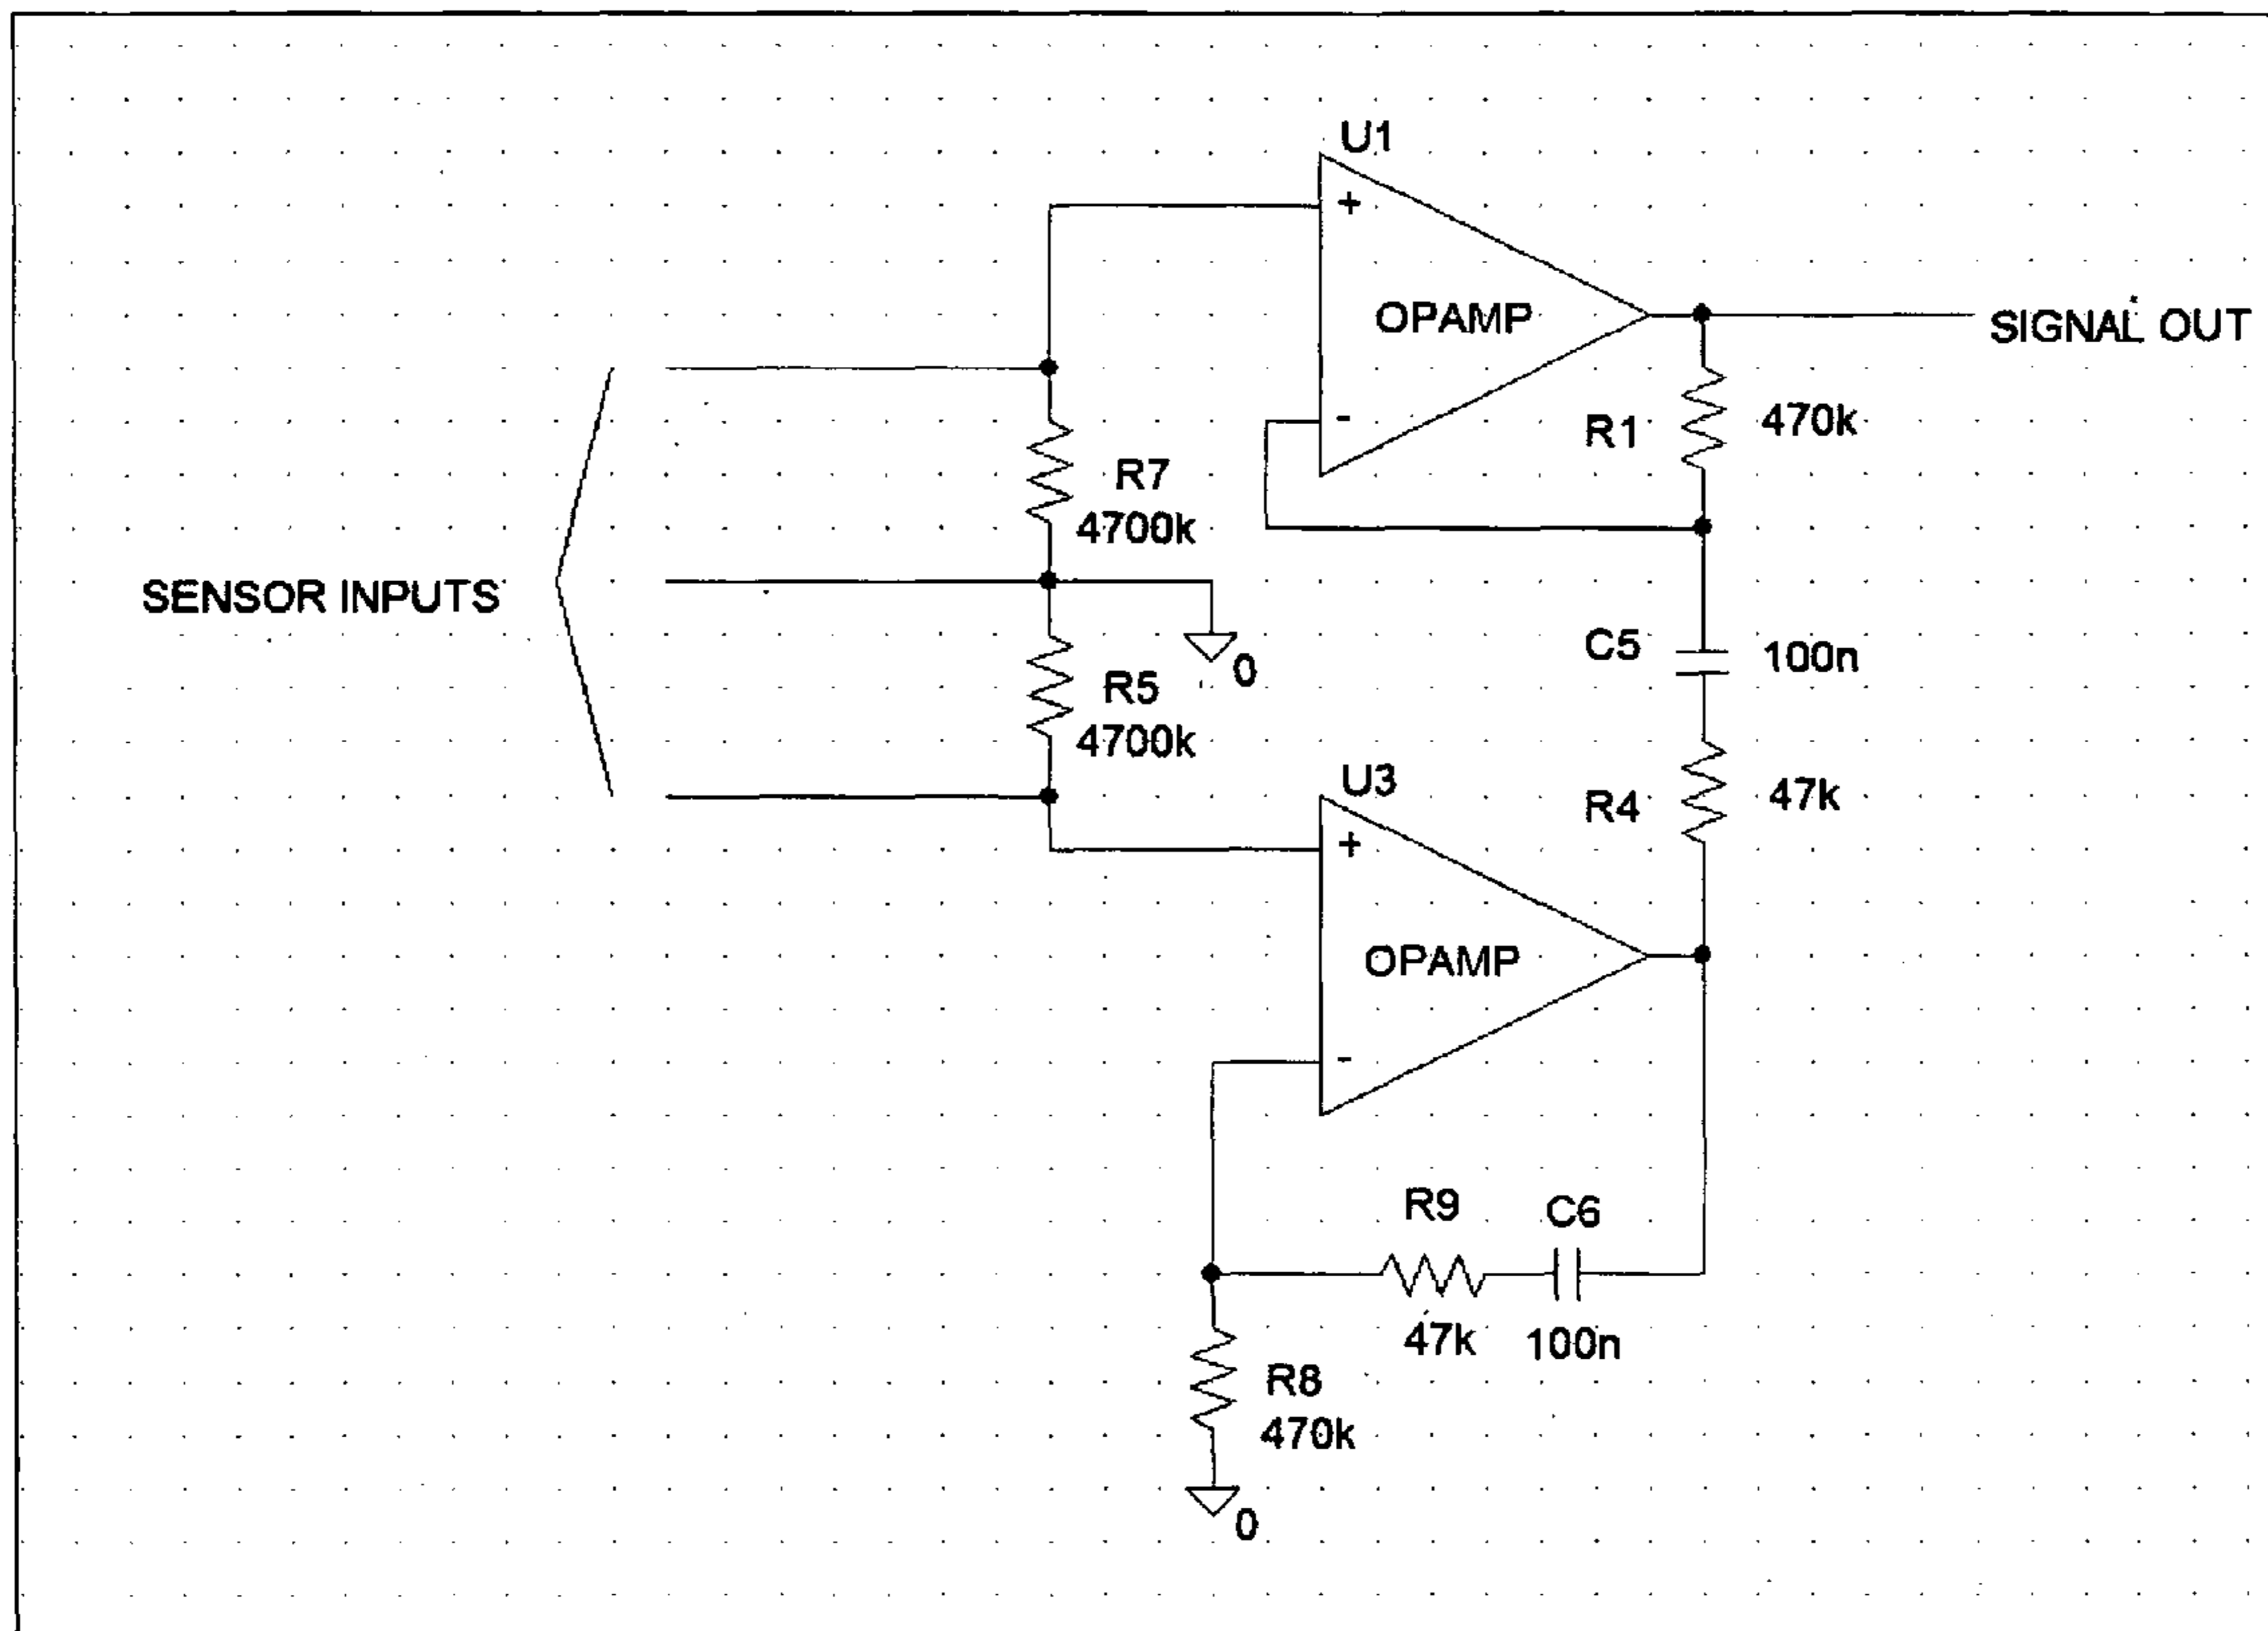 U1
+
OPAMP
-
SIGNAL OUT
R1
470k
R7
4700k
SENSOR INPUTS
0
C5
100n
R5
4700k
U3
R4
47k
+
OPAMP
-
R9
C6
47k
100n
R8
470k
0